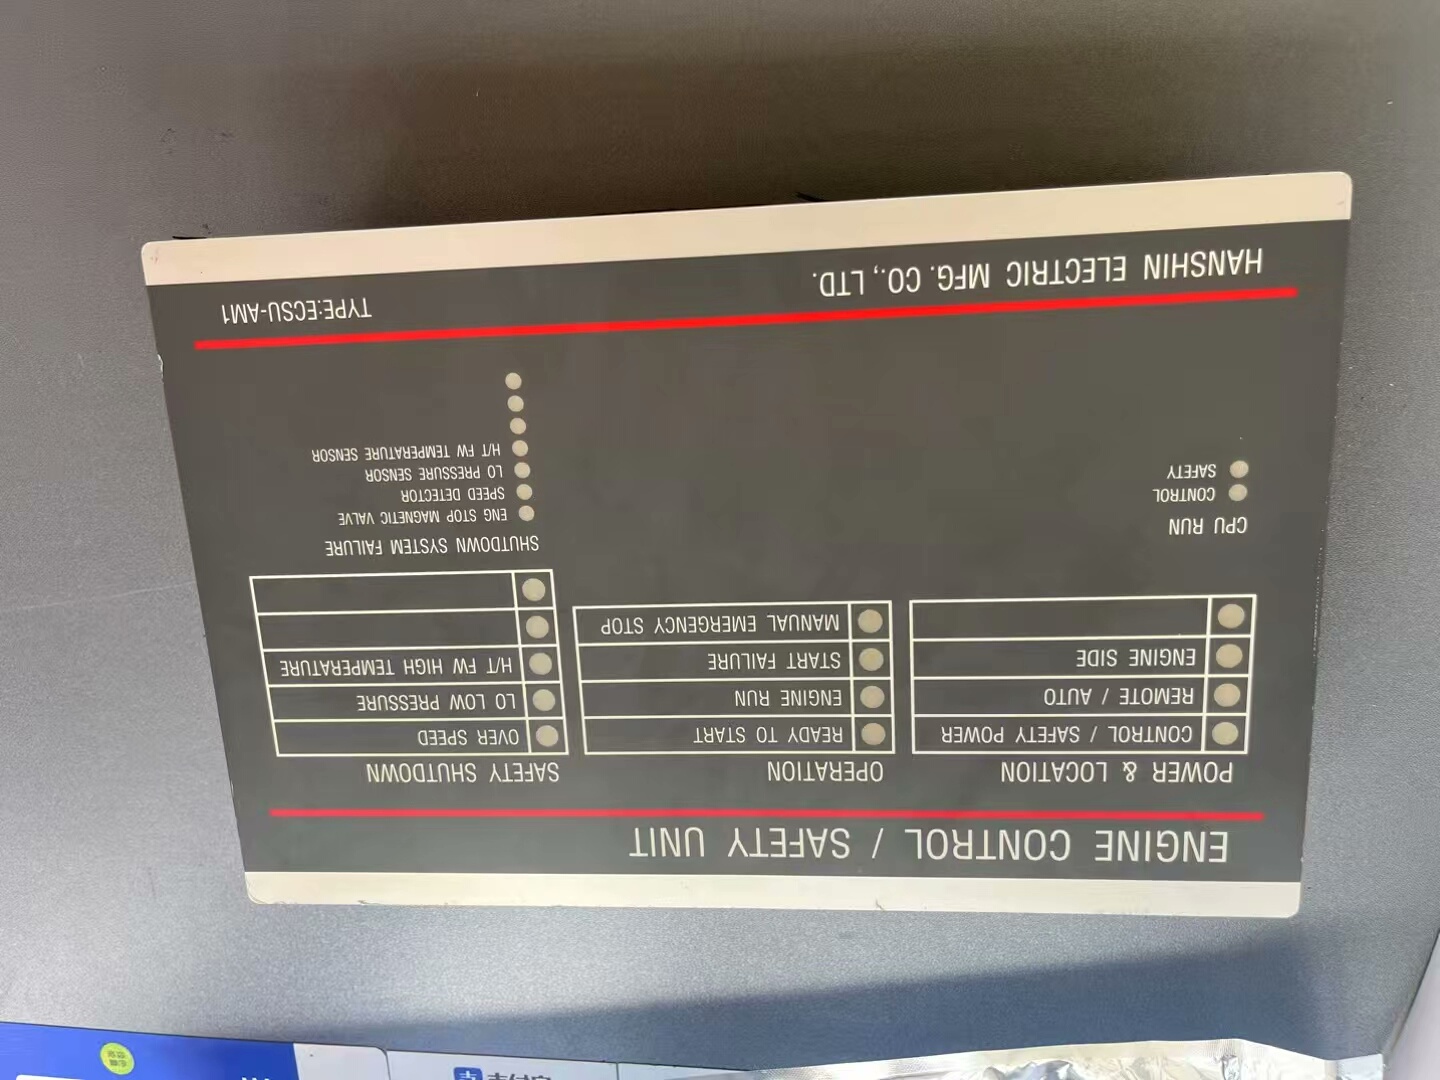 ENGINE CONTROL / SAFETY UNIT
POWER & LOCATION
CONTROL / SAFETY POWER
REMOTE / AUTO
ENGINE SIDE
OPERATION
READY TO START
ENGINE RUN
START FAILURE
MANUAL EMERGENCY STOP
SAFETY SHUTDOWN
OVER SPEED
LO LOW PRESSURE
H/T FW HIGH TEMPERATURE
CPU RUN
CONTROL
SAFETY
SHUTDOWN SYSTEM FAILURE
ENG STOP MAGNETIC VALVE
SPEED DETECTOR
LO PRESSURE SENSOR
H/T FW TEMPERATURE SENSOR
HANSHIN ELECTRIC MFG. CO., LTD.
TYPE:ECSU-AM1
支付宝